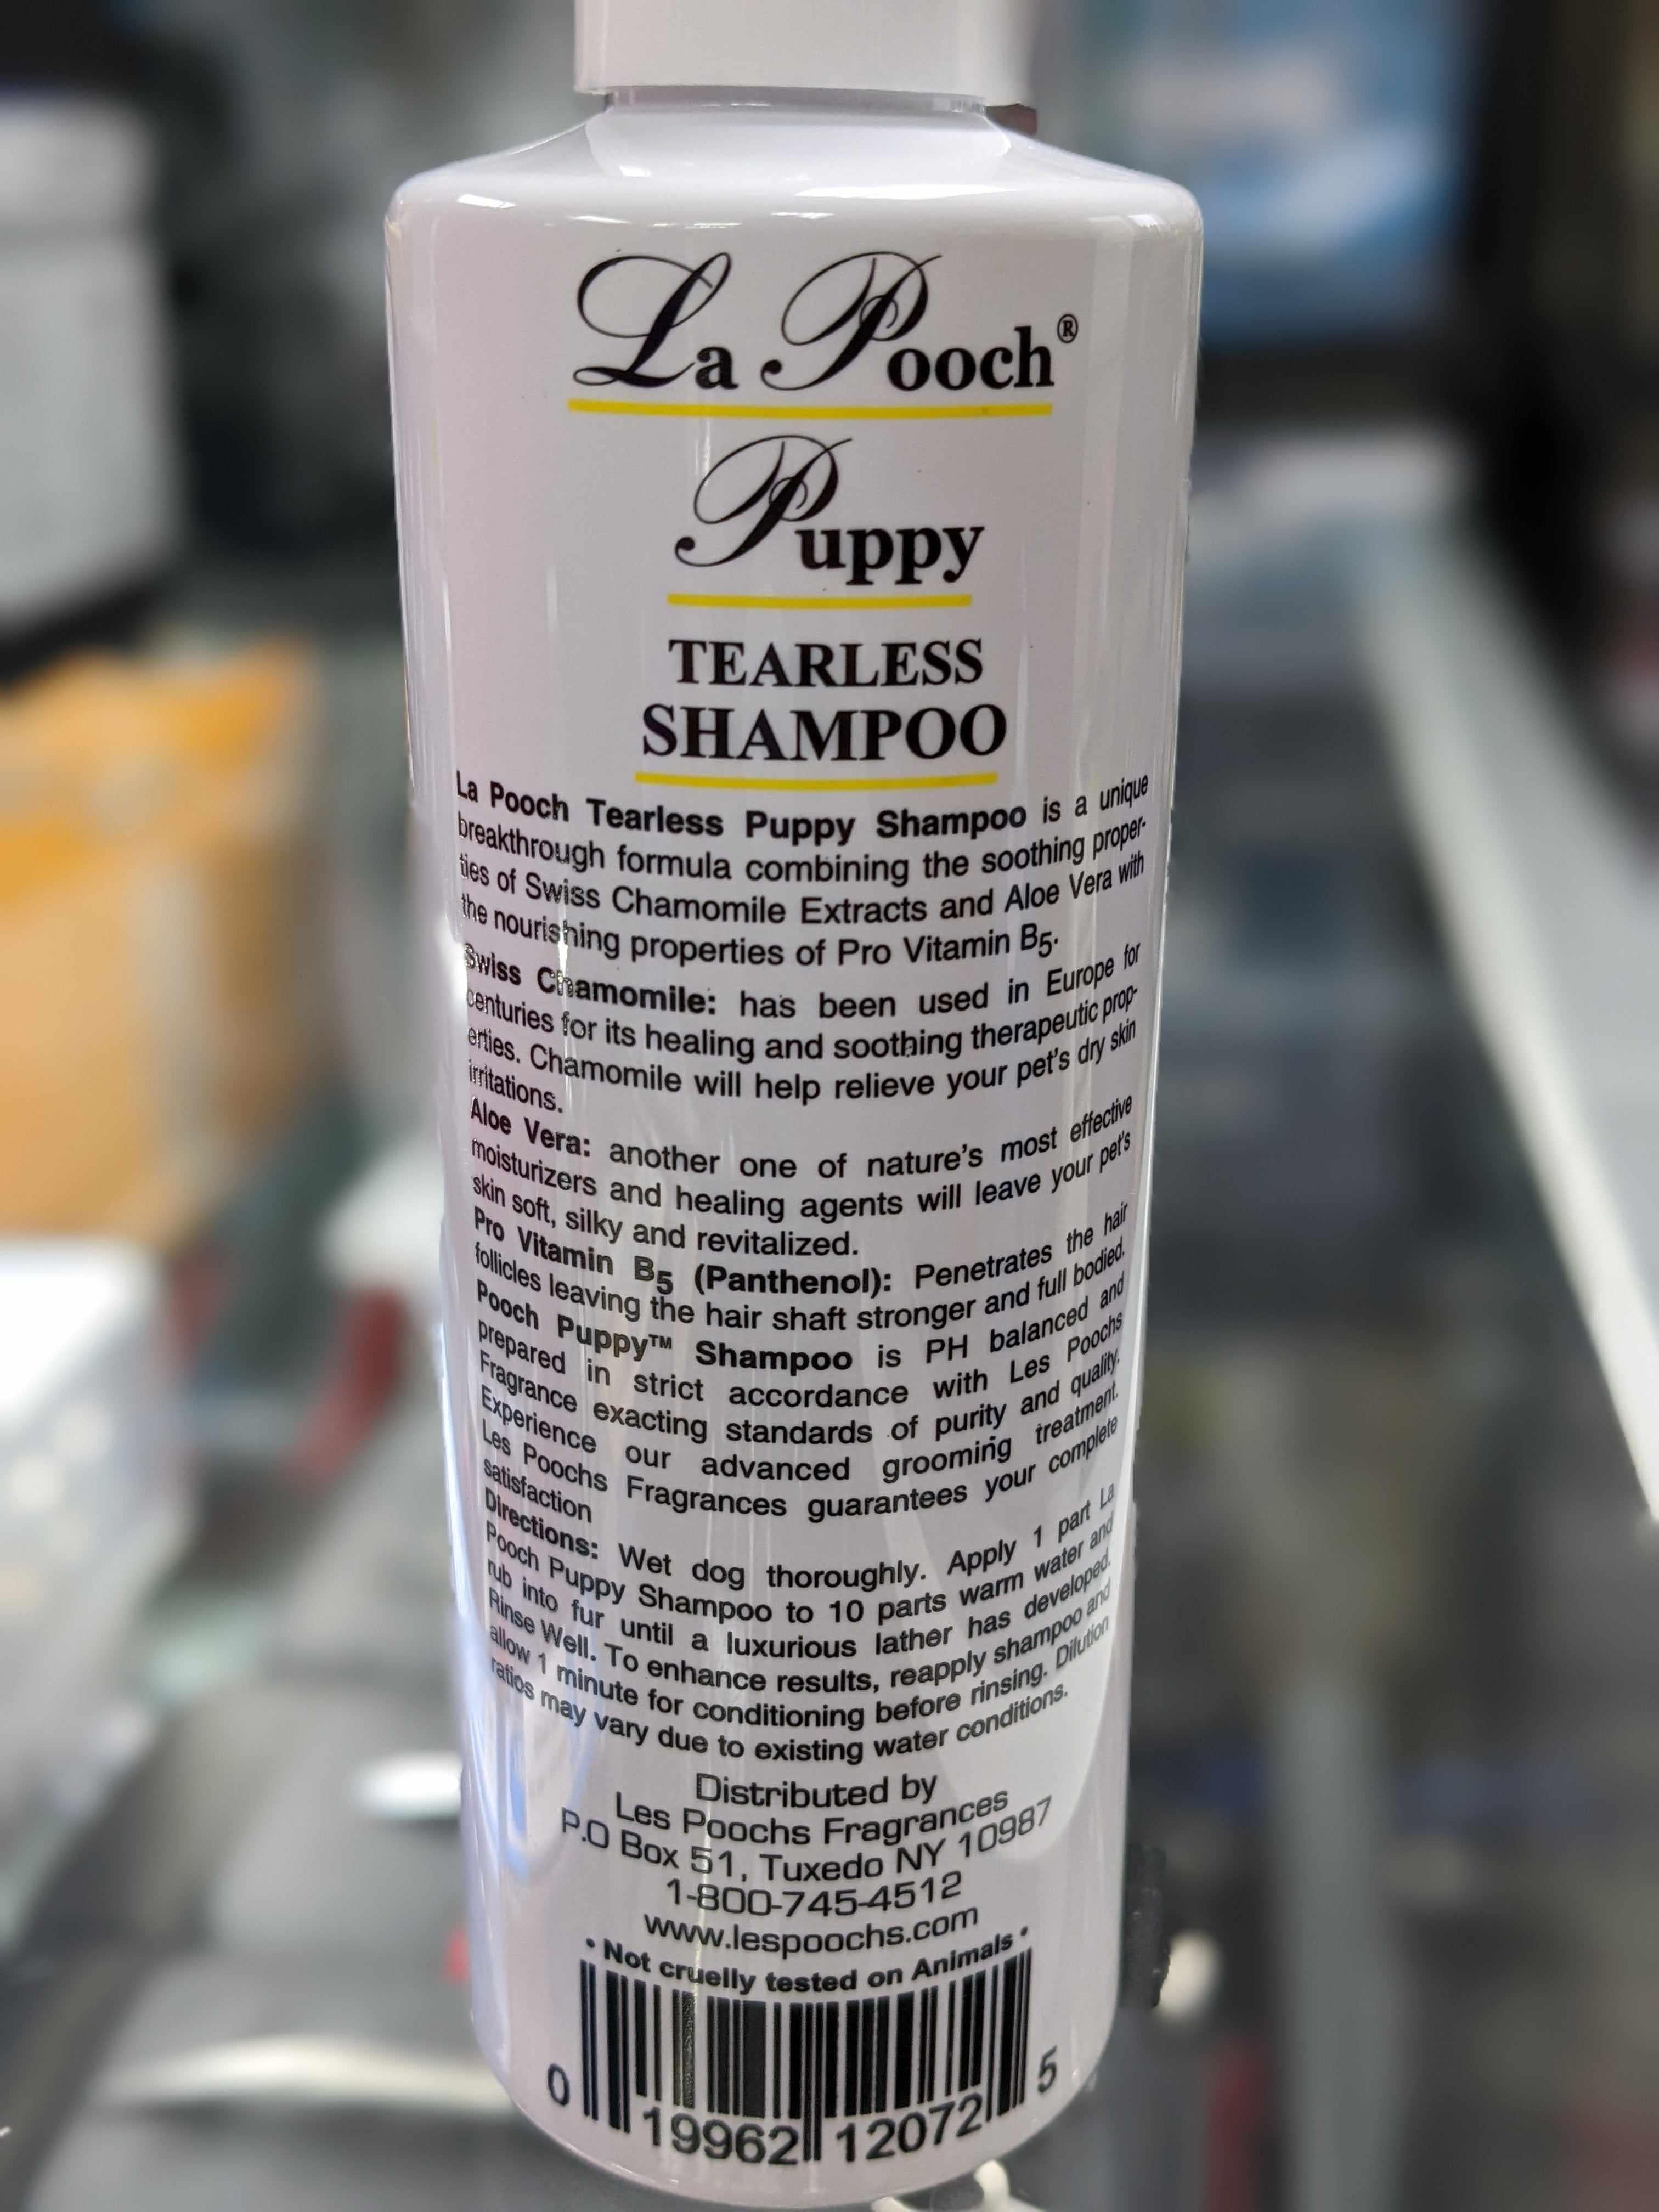 La Pooch®
Puppy
TEARLESS
SHAMPOO
La Pooch Tearless Puppy Shampoo is a unique
breakthrough formula combining the soothing proper-
ties of Swiss Chamomile Extracts and Aloe Vera with
the nourishing properties of Pro Vitamin B5.
Swiss Chamomile: has been used in Europe for
centuries for its healing and soothing therapeutic prop-
erties. Chamomile will help relieve your pet's dry skin
irritations.
Aloe Vera: another one of nature's most effective
moisturizers and healing agents will leave your pet's
skin soft, silky and revitalized.
Pro Vitamin B5 (Panthenol): Penetrates the hair
follicles leaving the hair shaft stronger and full bodied.
Pooch Puppy™ Shampoo is PH balanced and
prepared in strict accordance with Les Poochs
Fragrance exacting standards of purity and quality.
Experience our advanced grooming treatment.
Les Poochs Fragrances guarantees your complete
satisfaction
Directions: Wet dog thoroughly. Apply 1 part La
Pooch Puppy Shampoo to 10 parts warm water and
rub into fur until a luxurious lather has developed.
Rinse Well. To enhance results, reapply shampoo and
allow 1 minute for conditioning before rinsing. Dilution
ratios may vary due to existing water conditions.
Distributed by
Les Poochs Fragrances
P.O Box 51, Tuxedo NY 10987
1-800-745-4512
www.lespoochs.com
• Not cruelly tested on Animals •
0 19962 12072 5